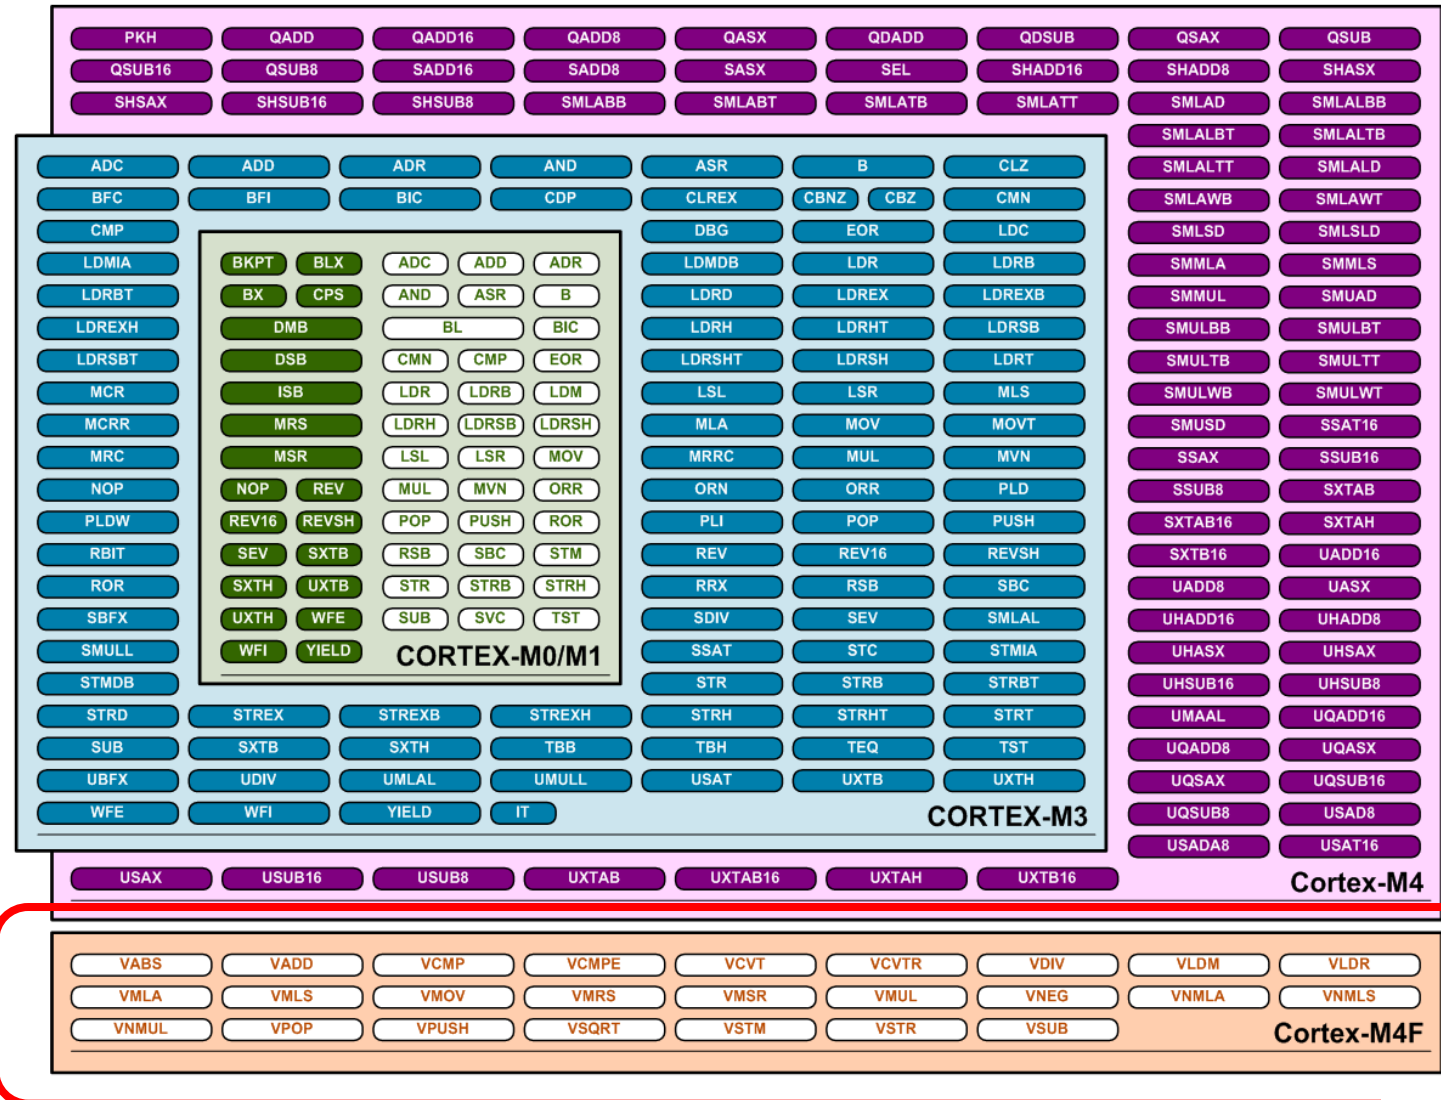 PKH QADD QADD16 QADD8 QASX QDADD QDSUB QSAX QSUB
QSUB16 QSUB8 SADD16 SADD8 SASX SEL SHADD16 SHADD8 SHASX
SHSAX SHSUB16 SHSUB8 SMLABB SMLABT SMLATB SMLATT SMLAD SMLALBB
SMLALBT SMLALTB
ADC ADD ADR AND ASR B CLZ SMLALTT SMLALD
BFC BFI BIC CDP CLREX CBNZ CBZ CMN SMLAWB SMLAWT
CMP DBG EOR LDC SMLSD SMLSLD
LDMIA BKPT BLX ADC ADD ADR LDMDB LDR LDRB SMMLA SMMLS
LDRBT BX CPS AND ASR B LDRD LDREX LDREXB SMMUL SMUAD
LDREXH DMB BL BIC LDRH LDRHT LDRSB SMULBB SMULBT
LDRSBT DSB CMN CMP EOR LDRSHT LDRSH LDRT SMULTB SMULTT
MCR ISB LDR LDRB LDM LSL LSR MLS SMULWB SMULWT
MCRR MRS LDRH LDRSB LDRSH MLA MOV MOVT SMUSD SSAT16
MRC MSR LSL LSR MOV MRRC MUL MVN SSAX SSUB16
NOP NOP REV MUL MVN ORR ORN ORR PLD SSUB8 SXTAB
PLDW REV16 REVSH POP PUSH ROR PLI POP PUSH SXTAB16 SXTAH
RBIT SEV SXTB RSB SBC STM REV REV16 REVSH SXTB16 UADD16
ROR SXTH UXTB STR STRB STRH RRX RSB SBC UADD8 UASX
SBFX UXTH WFE SUB SVC TST SDIV SEV SMLAL UHADD16 UHADD8
SMULL WFI YIELD CORTEX-M0/M1 SSAT STC STMIA UHASX UHSAX
STMDB STR STRB STRBT UHSUB16 UHSUB8
STRD STREX STREXB STREXH STRH STRHT STRT UMAAL UQADD16
SUB SXTB SXTH TBB TBH TEQ TST UQADD8 UQASX
UBFX UDIV UMLAL UMULL USAT UXTB UXTH UQSAX UQSUB16
WFE WFI YIELD IT CORTEX-M3 UQSUB8 USAD8
USADA8 USAT16
USAX USUB16 USUB8 UXTAB UXTAB16 UXTAH UXTB16 Cortex-M4
VABS VADD VCMP VCMPE VCVT VCVTR VDIV VLDM VLDR
VMLA VMLS VMOV VMRS VMSR VMUL VNEG VNMLA VNMLS
VNMUL VPOP VPUSH VSQRT VSTM VSTR VSUB Cortex-M4F